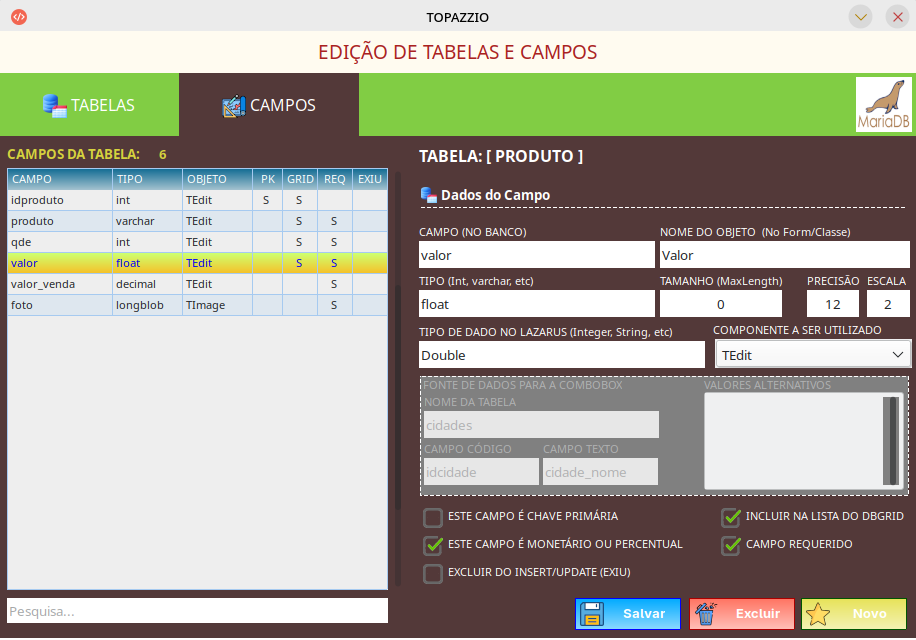 TOPAZZIO
EDIÇÃO DE TABELAS E CAMPOS
TABELAS
CAMPOS
MariaDB
CAMPOS DA TABELA: 6
CAMPO TIPO OBJETO PK GRID REQ EXIU
idproduto int TEdit S S
produto varchar TEdit S S
qde int TEdit S S
valor float TEdit S S
valor_venda decimal TEdit S
foto longblob TImage S
Pesquisa...
TABELA: [ PRODUTO ]
Dados do Campo
CAMPO (NO BANCO) NOME DO OBJETO (No Form/Classe)
valor Valor
TIPO (Int, varchar, etc) TAMANHO (MaxLength) PRECISÃO ESCALA
float 0 12 2
TIPO DE DADO NO LAZARUS (Integer, String, etc) COMPONENTE A SER UTILIZADO
Double TEdit
FONTE DE DADOS PARA A COMBOBOX VALORES ALTERNATIVOS
NOME DA TABELA
cidades
CAMPO CÓDIGO CAMPO TEXTO
idcidade cidade_nome
ESTE CAMPO É CHAVE PRIMÁRIA INCLUIR NA LISTA DO DBGRID
ESTE CAMPO É MONETÁRIO OU PERCENTUAL CAMPO REQUERIDO
EXCLUIR DO INSERT/UPDATE (EXIU)
Salvar Excluir Novo